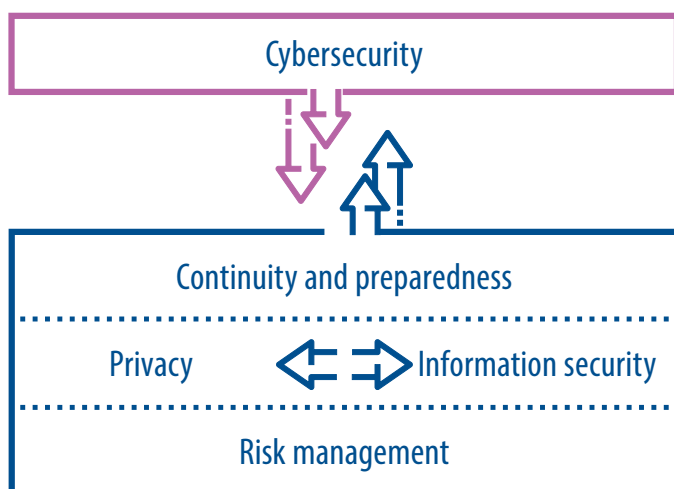 Cybersecurity
Continuity and preparedness
Privacy
Information security
Risk management